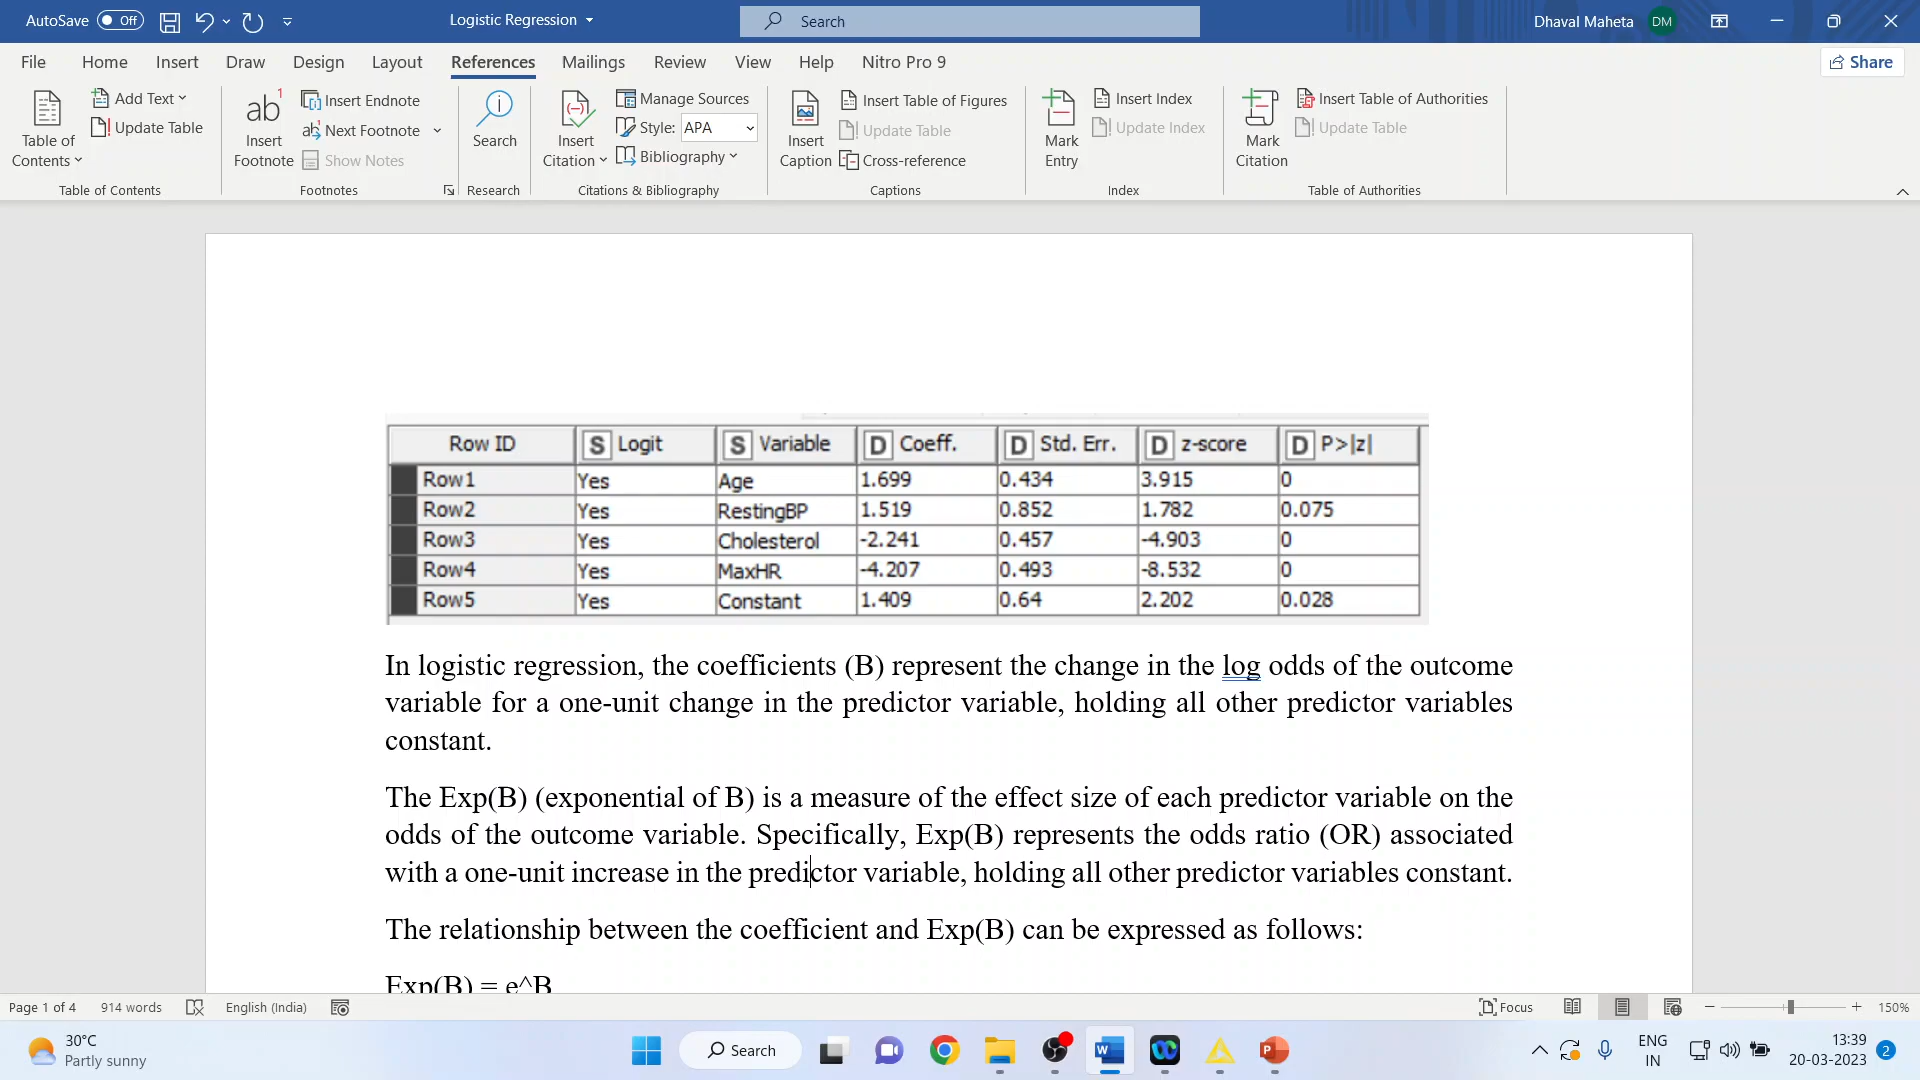 AutoSave Off Logistic Regression Search Dhaval Maheta DM
File Home Insert Draw Design Layout References Mailings Review View Help Nitro Pro 9 Share
Table of Contents
Add Text
Update Table
Table of Contents
ab1
Insert Footnote
Insert Endnote
Next Footnote
Show Notes
Footnotes
Search
Research
Insert Citation
Manage Sources
Style: APA
Bibliography
Citations & Bibliography
Insert Caption
Insert Table of Figures
Update Table
Cross-reference
Captions
Mark Entry
Insert Index
Update Index
Index
Mark Citation
Insert Table of Authorities
Update Table
Table of Authorities
Row ID S Logit S Variable D Coeff. D Std. Err. D z-score D P>|z|
Row1 Yes Age 1.699 0.434 3.915 0
Row2 Yes RestingBP 1.519 0.852 1.782 0.075
Row3 Yes Cholesterol -2.241 0.457 -4.903 0
Row4 Yes MaxHR -4.207 0.493 -8.532 0
Row5 Yes Constant 1.409 0.64 2.202 0.028
In logistic regression, the coefficients (B) represent the change in the log odds of the outcome
variable for a one-unit change in the predictor variable, holding all other predictor variables
constant.
The Exp(B) (exponential of B) is a measure of the effect size of each predictor variable on the
odds of the outcome variable. Specifically, Exp(B) represents the odds ratio (OR) associated
with a one-unit increase in the predictor variable, holding all other predictor variables constant.
The relationship between the coefficient and Exp(B) can be expressed as follows:
Exp(B) = e^B
Page 1 of 4 914 words English (India) Focus 150%
30°C
Partly sunny
Search
ENG
IN
13:39
20-03-2023
2